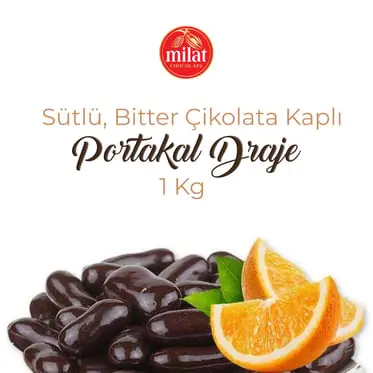 milat
CHOCOLATE
Sütlü, Bitter Çikolata Kaplı
Portakal Draje
1 Kg